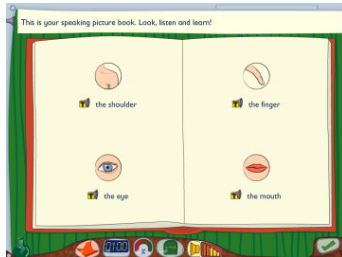 This is your speaking picture book. Look, listen and learn!
the shoulder
the finger
the eye
the mouth